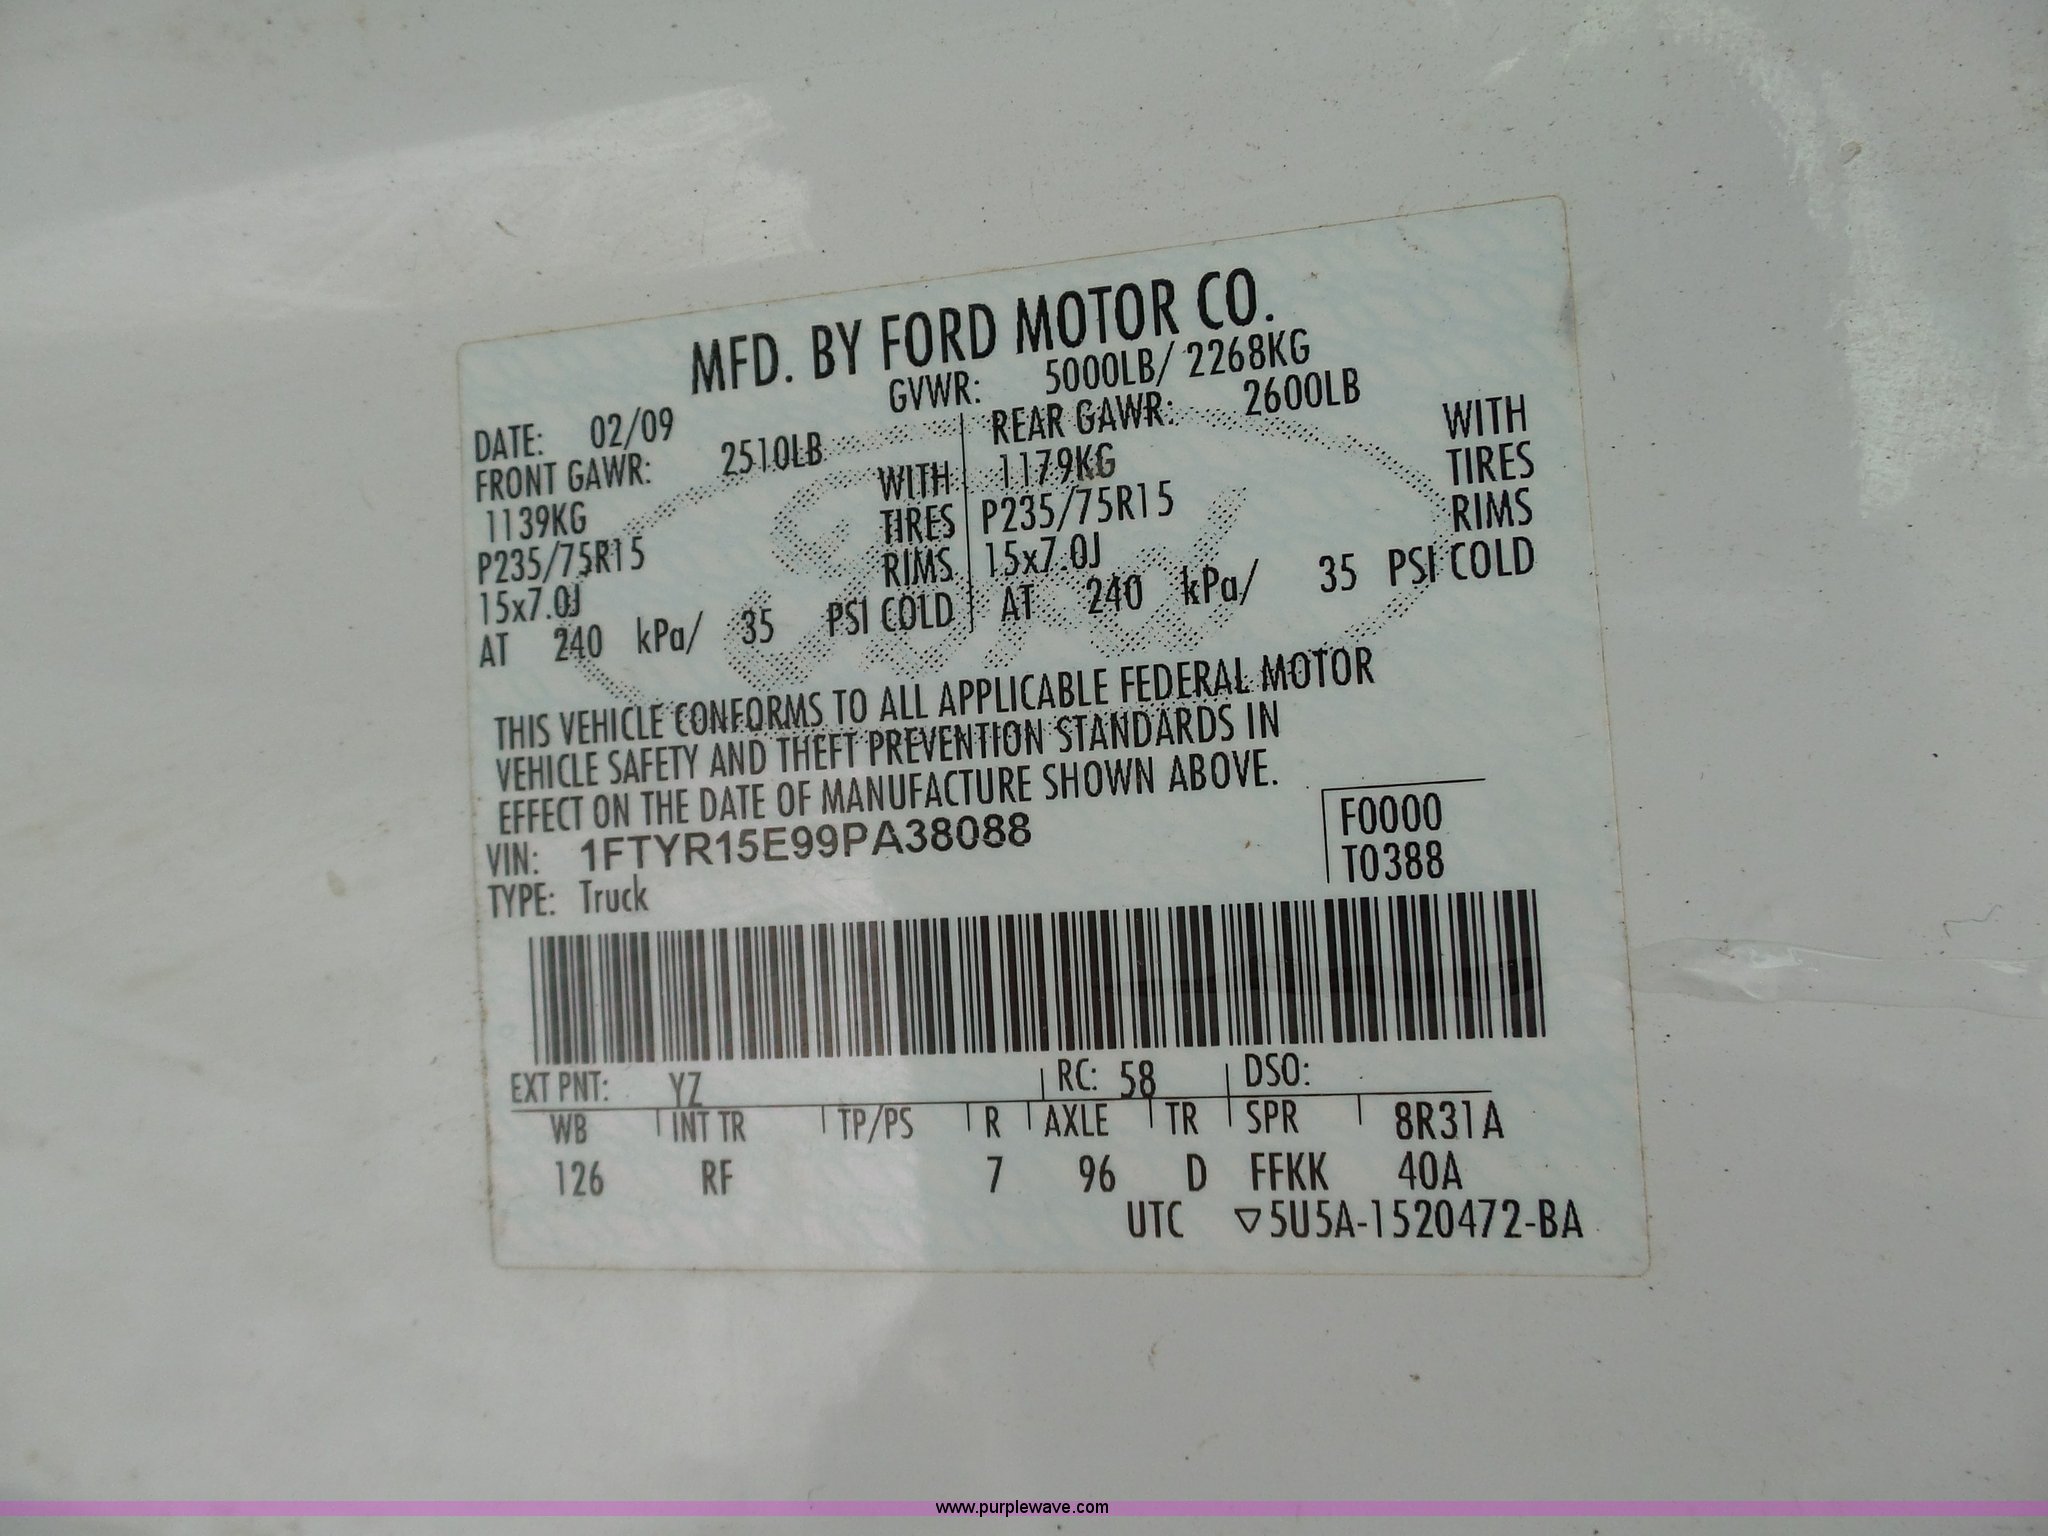 MFD. BY FORD MOTOR CO.
DATE: 02/09 GVWR: 5000LB/ 2268KG
FRONT GAWR: 2510LB REAR GAWR: 2600LB
1139KG WITH 1179KG WITH
P235/75R15 TIRES P235/75R15 TIRES
15x7.0J RIMS 15x7.0J RIMS
AT 240 kPa/ 35 PSI COLD AT 240 kPa/ 35 PSI COLD
THIS VEHICLE CONFORMS TO ALL APPLICABLE FEDERAL MOTOR
VEHICLE SAFETY AND THEFT PREVENTION STANDARDS IN
EFFECT ON THE DATE OF MANUFACTURE SHOWN ABOVE.
VIN: 1FTYR15E99PA38088 F0000
TYPE: Truck T0388
EXT PNT: YZ RC: 58 DSO:
WB INT TR TP/PS R AXLE TR SPR 8R31A
126 RF 7 96 D FFKK 40A
UTC ▽5U5A-1520472-BA
www.purplewave.com